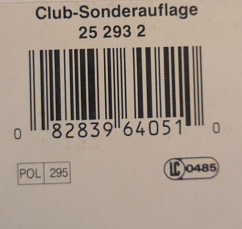 Club-Sonderauflage
25 293 2
0 82839 64051 0
POL 295
LC 0485